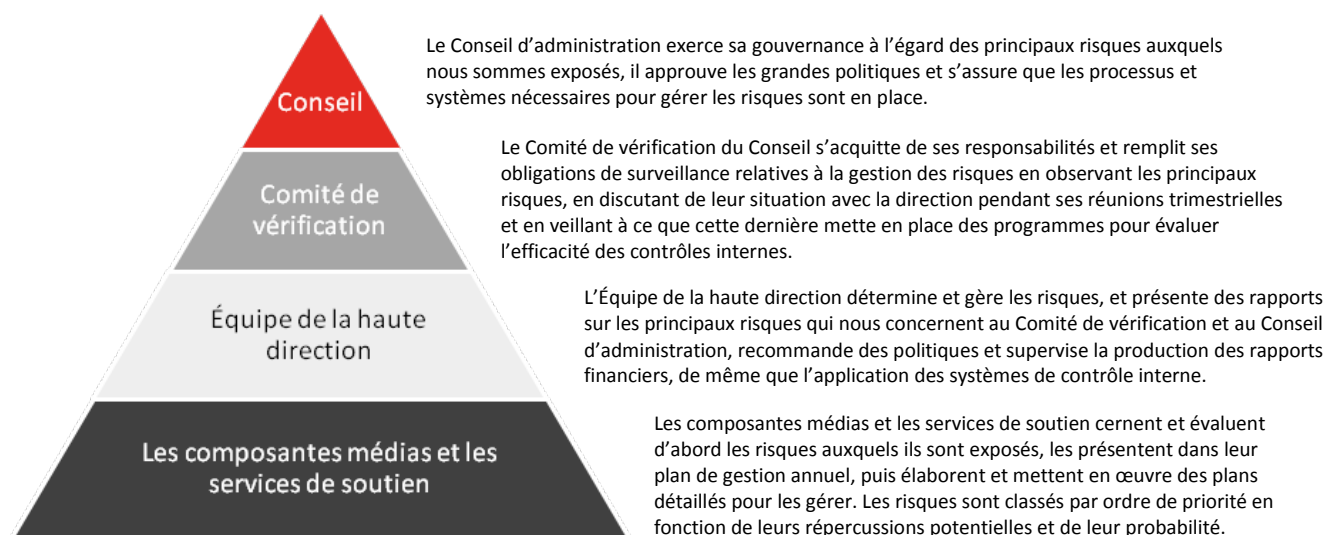 Conseil
Le Conseil d’administration exerce sa gouvernance à l’égard des principaux risques auxquels
nous sommes exposés, il approuve les grandes politiques et s’assure que les processus et
systèmes nécessaires pour gérer les risques sont en place.
Comité de
vérification
Le Comité de vérification du Conseil s’acquitte de ses responsabilités et remplit ses
obligations de surveillance relatives à la gestion des risques en observant les principaux
risques, en discutant de leur situation avec la direction pendant ses réunions trimestrielles
et en veillant à ce que cette dernière mette en place des programmes pour évaluer
l’efficacité des contrôles internes.
Équipe de la haute
direction
L’Équipe de la haute direction détermine et gère les risques, et présente des rapports
sur les principaux risques qui nous concernent au Comité de vérification et au Conseil
d’administration, recommande des politiques et supervise la production des rapports
financiers, de même que l’application des systèmes de contrôle interne.
Les composantes médias et les
services de soutien
Les composantes médias et les services de soutien cernent et évaluent
d’abord les risques auxquels ils sont exposés, les présentent dans leur
plan de gestion annuel, puis élaborent et mettent en œuvre des plans
détaillés pour les gérer. Les risques sont classés par ordre de priorité en
fonction de leurs répercussions potentielles et de leur probabilité.